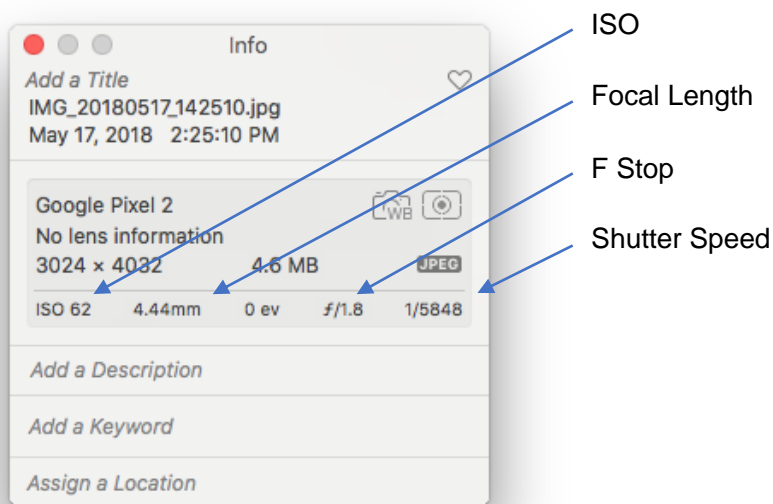 Info
Add a Title
IMG_20180517_142510.jpg
May 17, 2018 2:25:10 PM
Google Pixel 2
WB
No lens information
3024 × 4032 4.6 MB JPEG
ISO 62 4.44mm 0 ev ƒ/1.8 1/5848
Add a Description
Add a Keyword
Assign a Location
ISO
Focal Length
F Stop
Shutter Speed